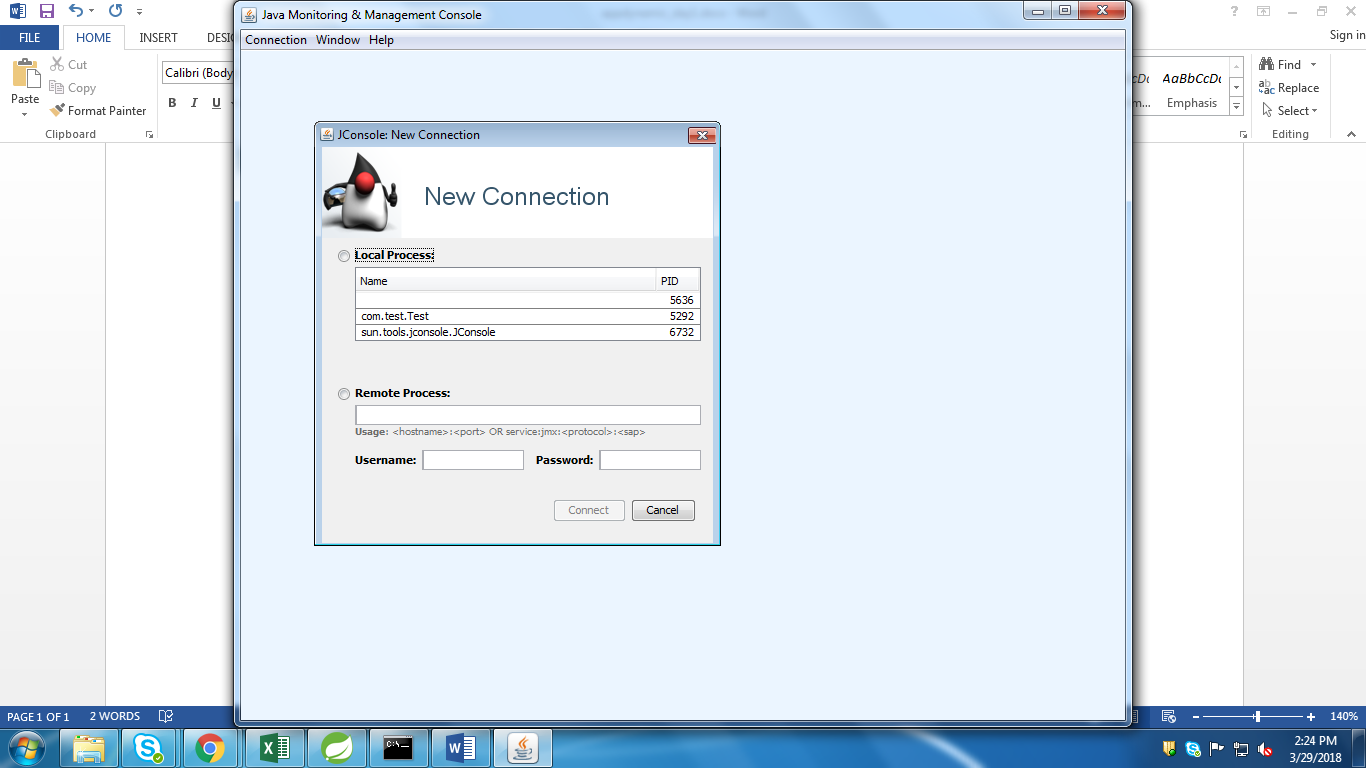 Java Monitoring & Management Console
?
FILE HOME INSERT DESIG
Sign in
Connection Window Help
Paste
Cut
Copy
Format Painter
Clipboard
Calibri (Body
B I U
AaBbCcDc
m... Emphasis
Find
Replace
Select
Editing
JConsole: New Connection
New Connection
Local Process:
Name PID
5636
com.test.Test 5292
sun.tools.jconsole.JConsole 6732
Remote Process:
Usage: <hostname>:<port> OR service:jmx:<protocol>:<sap>
Username: Password:
Connect Cancel
PAGE 1 OF 1 2 WORDS 140%
2:24 PM
3/29/2018